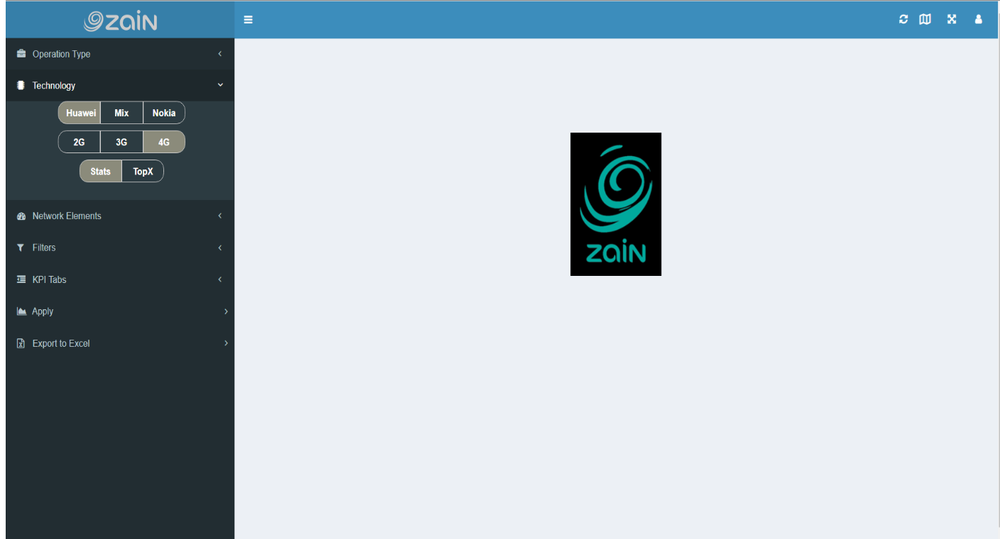 zain
Operation Type
Technology
Huawei Mix Nokia
2G 3G 4G
Stats TopX
zain
Network Elements
Filters
KPI Tabs
Apply
Export to Excel